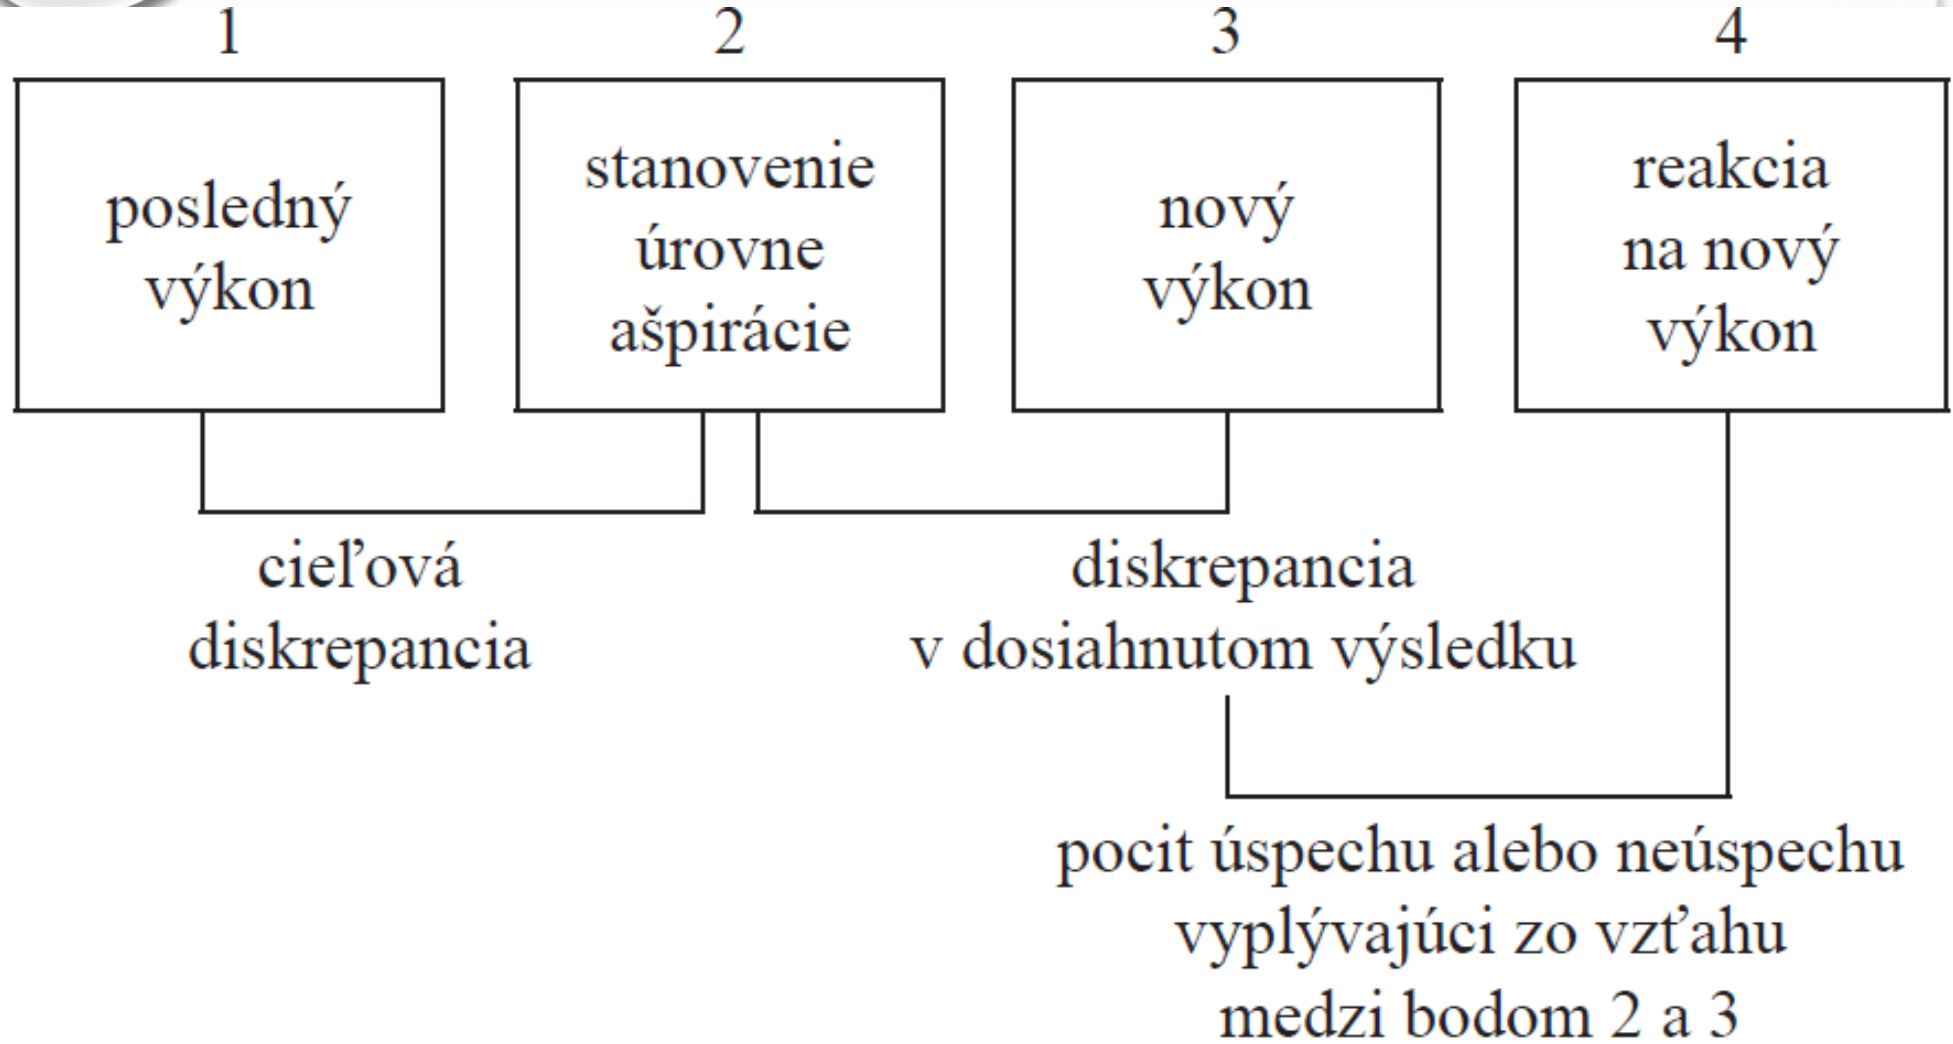 1
2
3
4
posledný
výkon
stanovenie
úrovne
ašpirácie
nový
výkon
reakcia
na nový
výkon
cieľová
diskrepancia
diskrepancia
v dosiahnutom výsledku
pocit úspechu alebo neúspechu
vyplývajúci zo vzťahu
medzi bodom 2 a 3